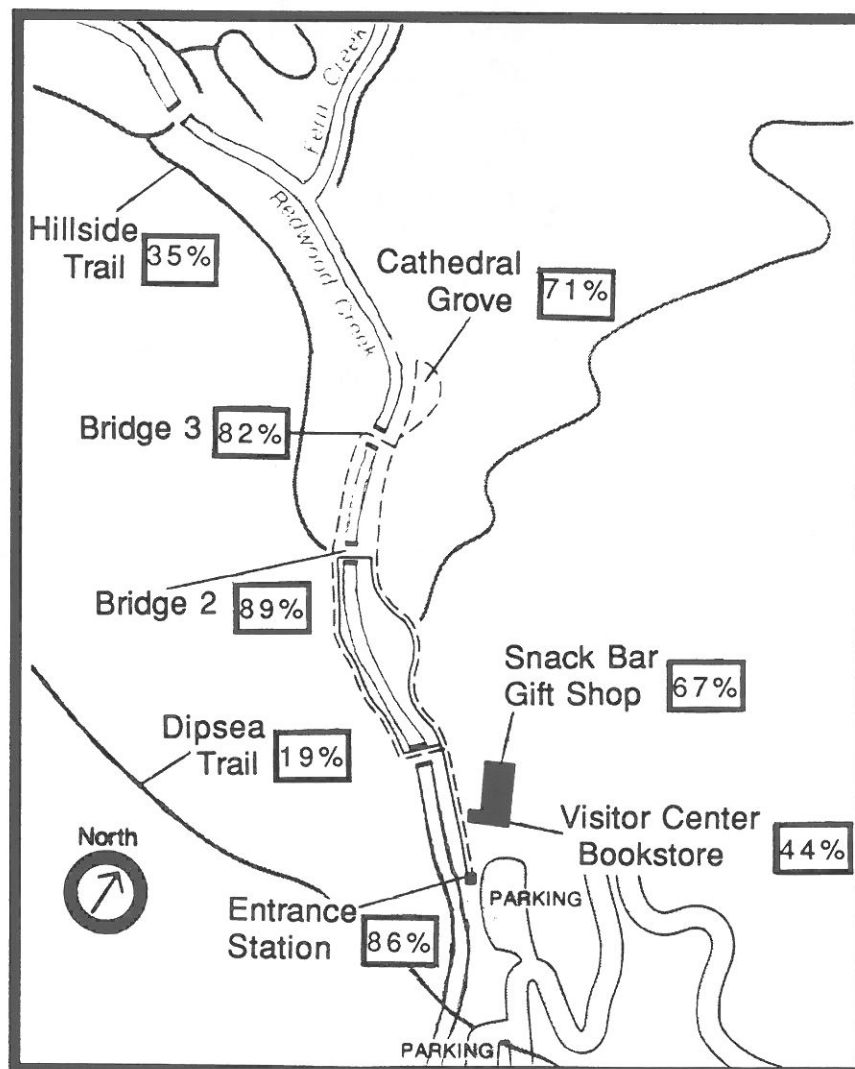 Fern Creek
Redwood Creek
Hillside
Trail
35%
Cathedral
Grove
71%
Bridge 3
82%
Bridge 2
89%
Snack Bar
Gift Shop
67%
Dipsea
Trail
19%
North
Visitor Center
Bookstore
44%
PARKING
Entrance
Station
86%
PARKING